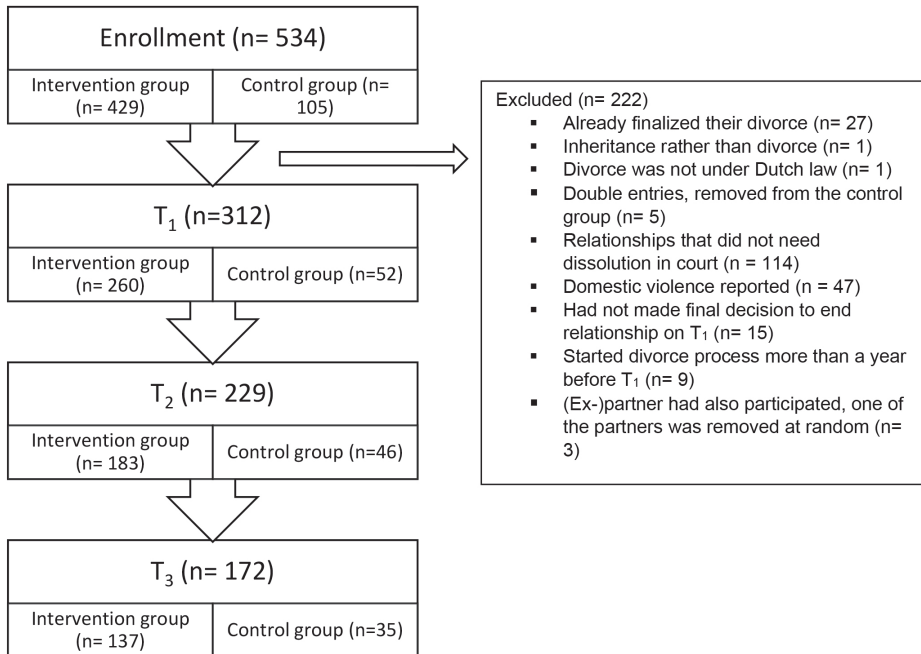 Enrollment (n= 534)
Intervention group
(n= 429)
Control group (n=
105)
Excluded (n= 222)
▪ Already finalized their divorce (n= 27)
▪ Inheritance rather than divorce (n= 1)
▪ Divorce was not under Dutch law (n= 1)
▪ Double entries, removed from the control
group (n= 5)
▪ Relationships that did not need
dissolution in court (n = 114)
▪ Domestic violence reported (n = 47)
▪ Had not made final decision to end
relationship on T₁ (n= 15)
▪ Started divorce process more than a year
before T₁ (n= 9)
▪ (Ex-)partner had also participated, one of
the partners was removed at random (n=
3)
T₁ (n=312)
Intervention group
(n= 260)
Control group (n=52)
T₂ (n= 229)
Intervention group
(n= 183)
Control group (n=46)
T₃ (n= 172)
Intervention group
(n= 137)
Control group (n=35)